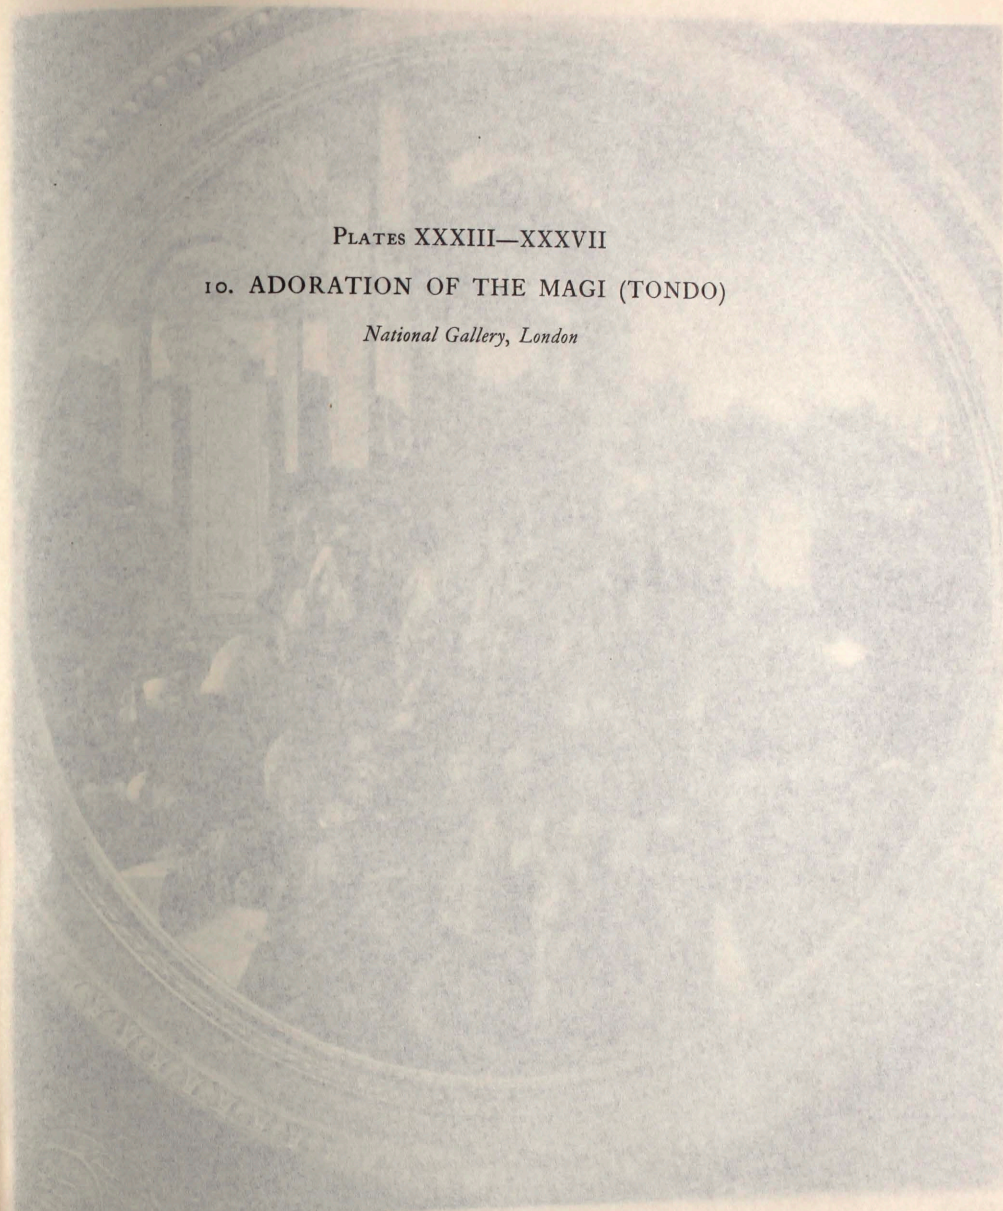 PLATES XXXIII—XXXVII
10. ADORATION OF THE MAGI (TONDO)
National Gallery, London